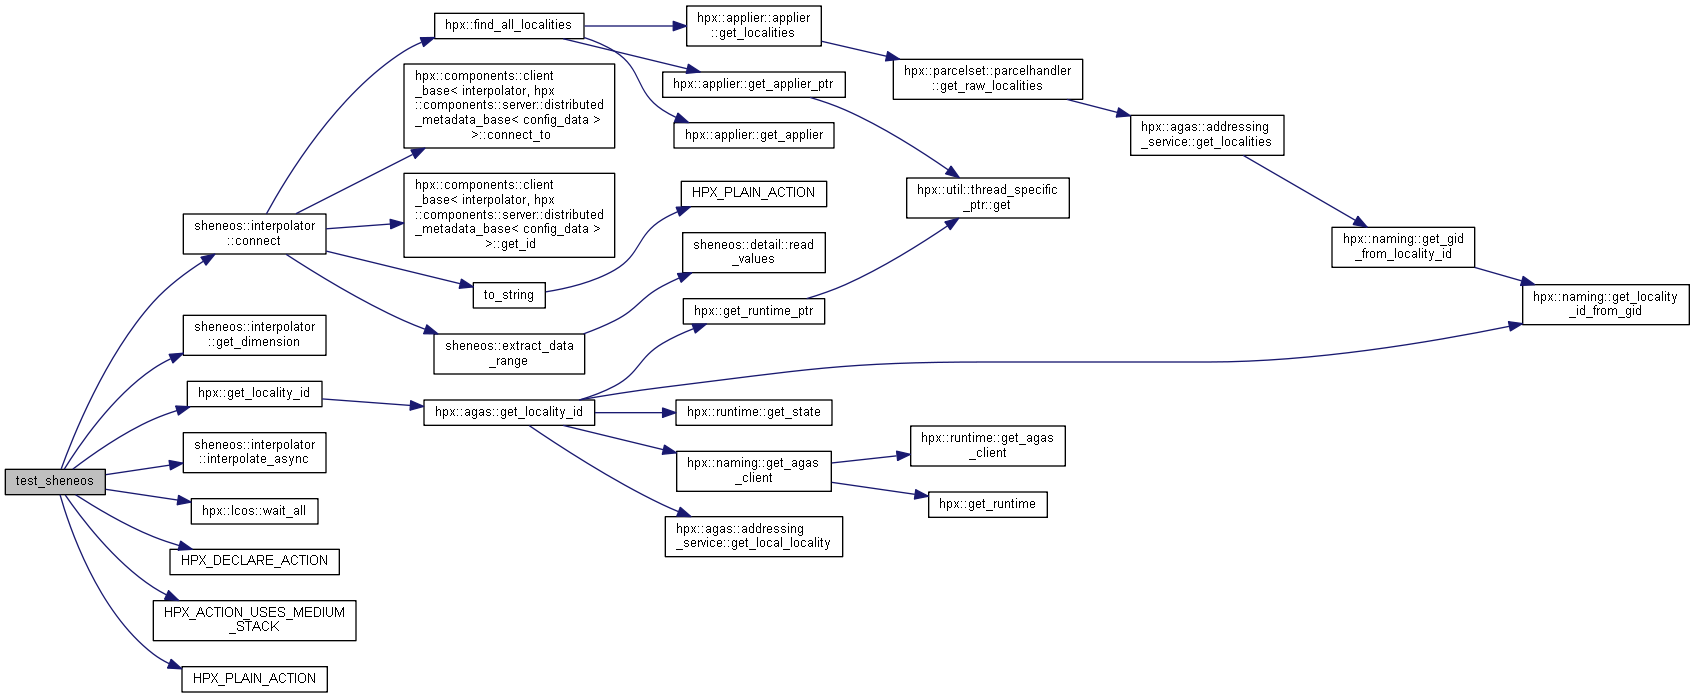 hpx::find_all_localities
hpx::applier::applier
::get_localities
hpx::components::client
_base< interpolator, hpx
::components::server::distributed
_metadata_base< config_data >
>::connect_to
hpx::applier::get_applier_ptr
hpx::parcelset::parcelhandler
::get_raw_localities
hpx::applier::get_applier
hpx::agas::addressing
_service::get_localities
hpx::components::client
_base< interpolator, hpx
::components::server::distributed
_metadata_base< config_data >
>::get_id
HPX_PLAIN_ACTION
hpx::util::thread_specific
_ptr::get
sheneos::interpolator
::connect
sheneos::detail::read
_values
hpx::naming::get_gid
_from_locality_id
to_string
hpx::get_runtime_ptr
hpx::naming::get_locality
_id_from_gid
sheneos::interpolator
::get_dimension
sheneos::extract_data
_range
hpx::get_locality_id
hpx::agas::get_locality_id
hpx::runtime::get_state
sheneos::interpolator
::interpolate_async
hpx::naming::get_agas
_client
hpx::runtime::get_agas
_client
test_sheneos
hpx::lcos::wait_all
hpx::get_runtime
hpx::agas::addressing
_service::get_local_locality
HPX_DECLARE_ACTION
HPX_ACTION_USES_MEDIUM
_STACK
HPX_PLAIN_ACTION